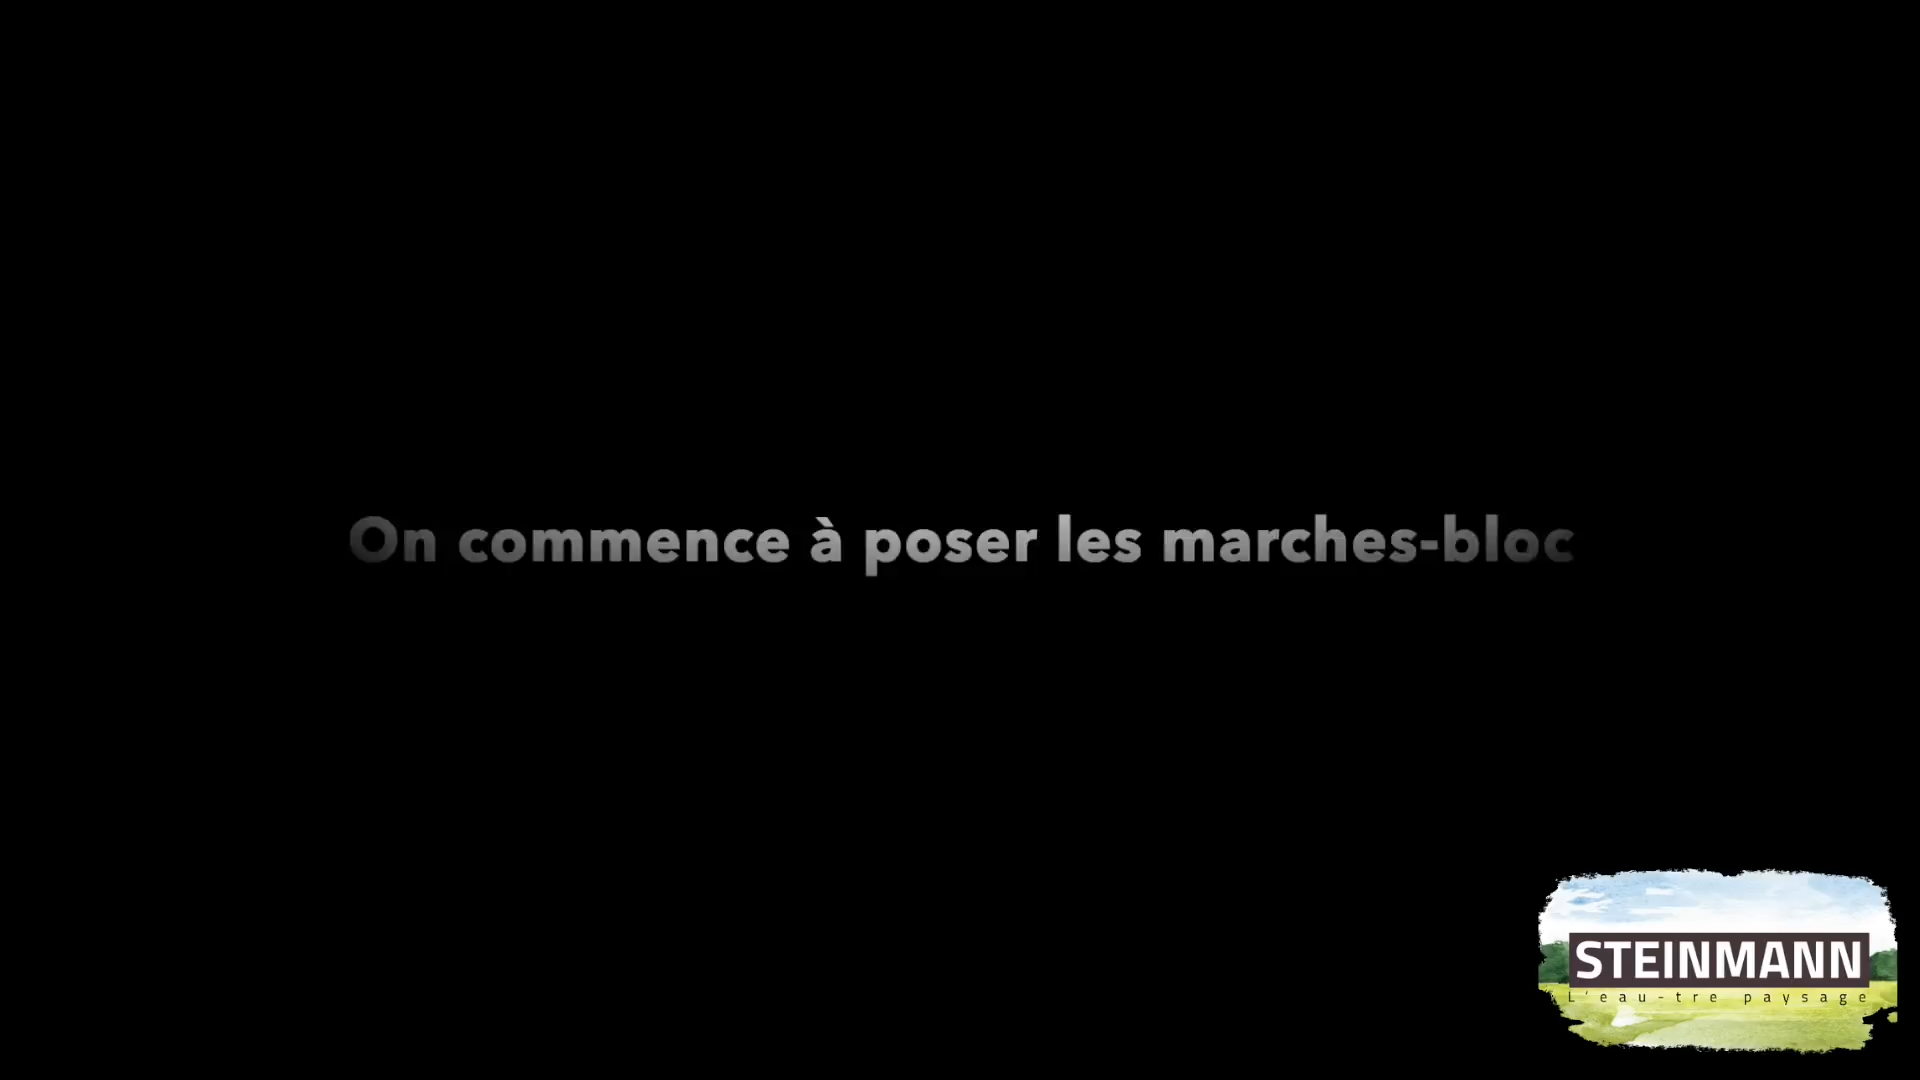 On commence à poser les marches-bloc
STEINMANN
L'eau-tre paysage